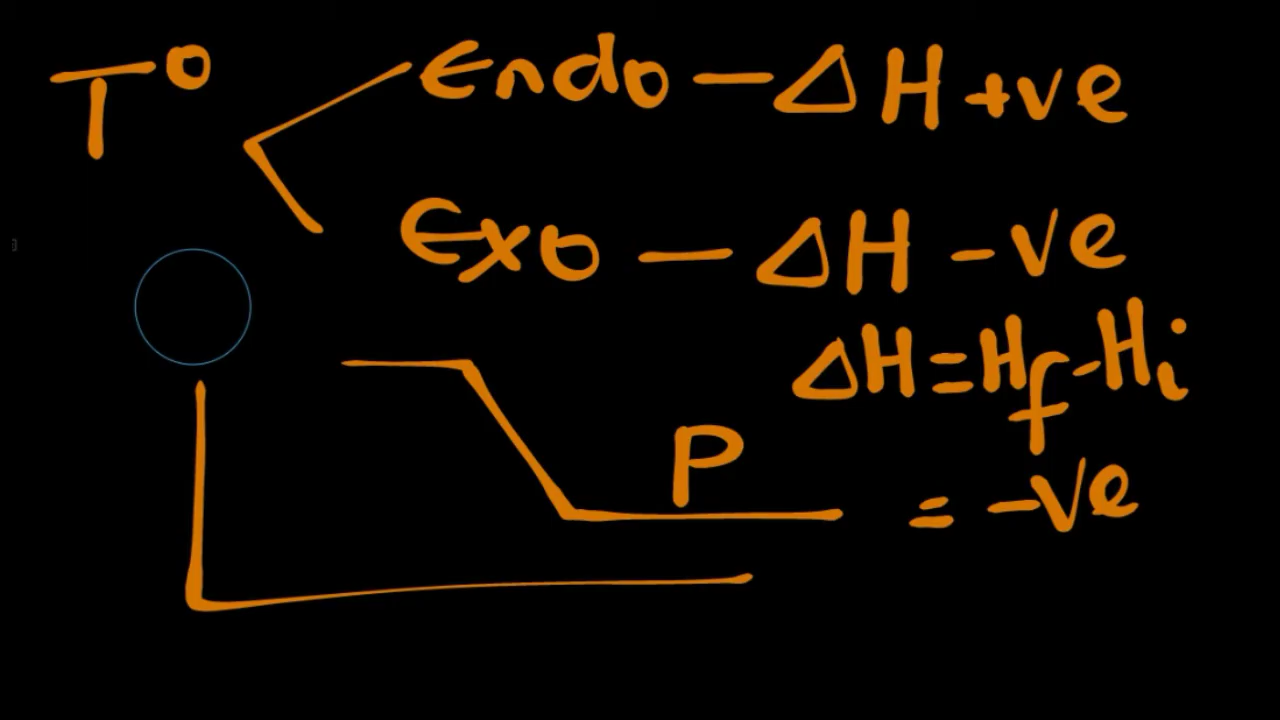 T° Endo — ΔH +ve
Exo — ΔH -ve
ΔH = Hf - Hi
P
= -ve